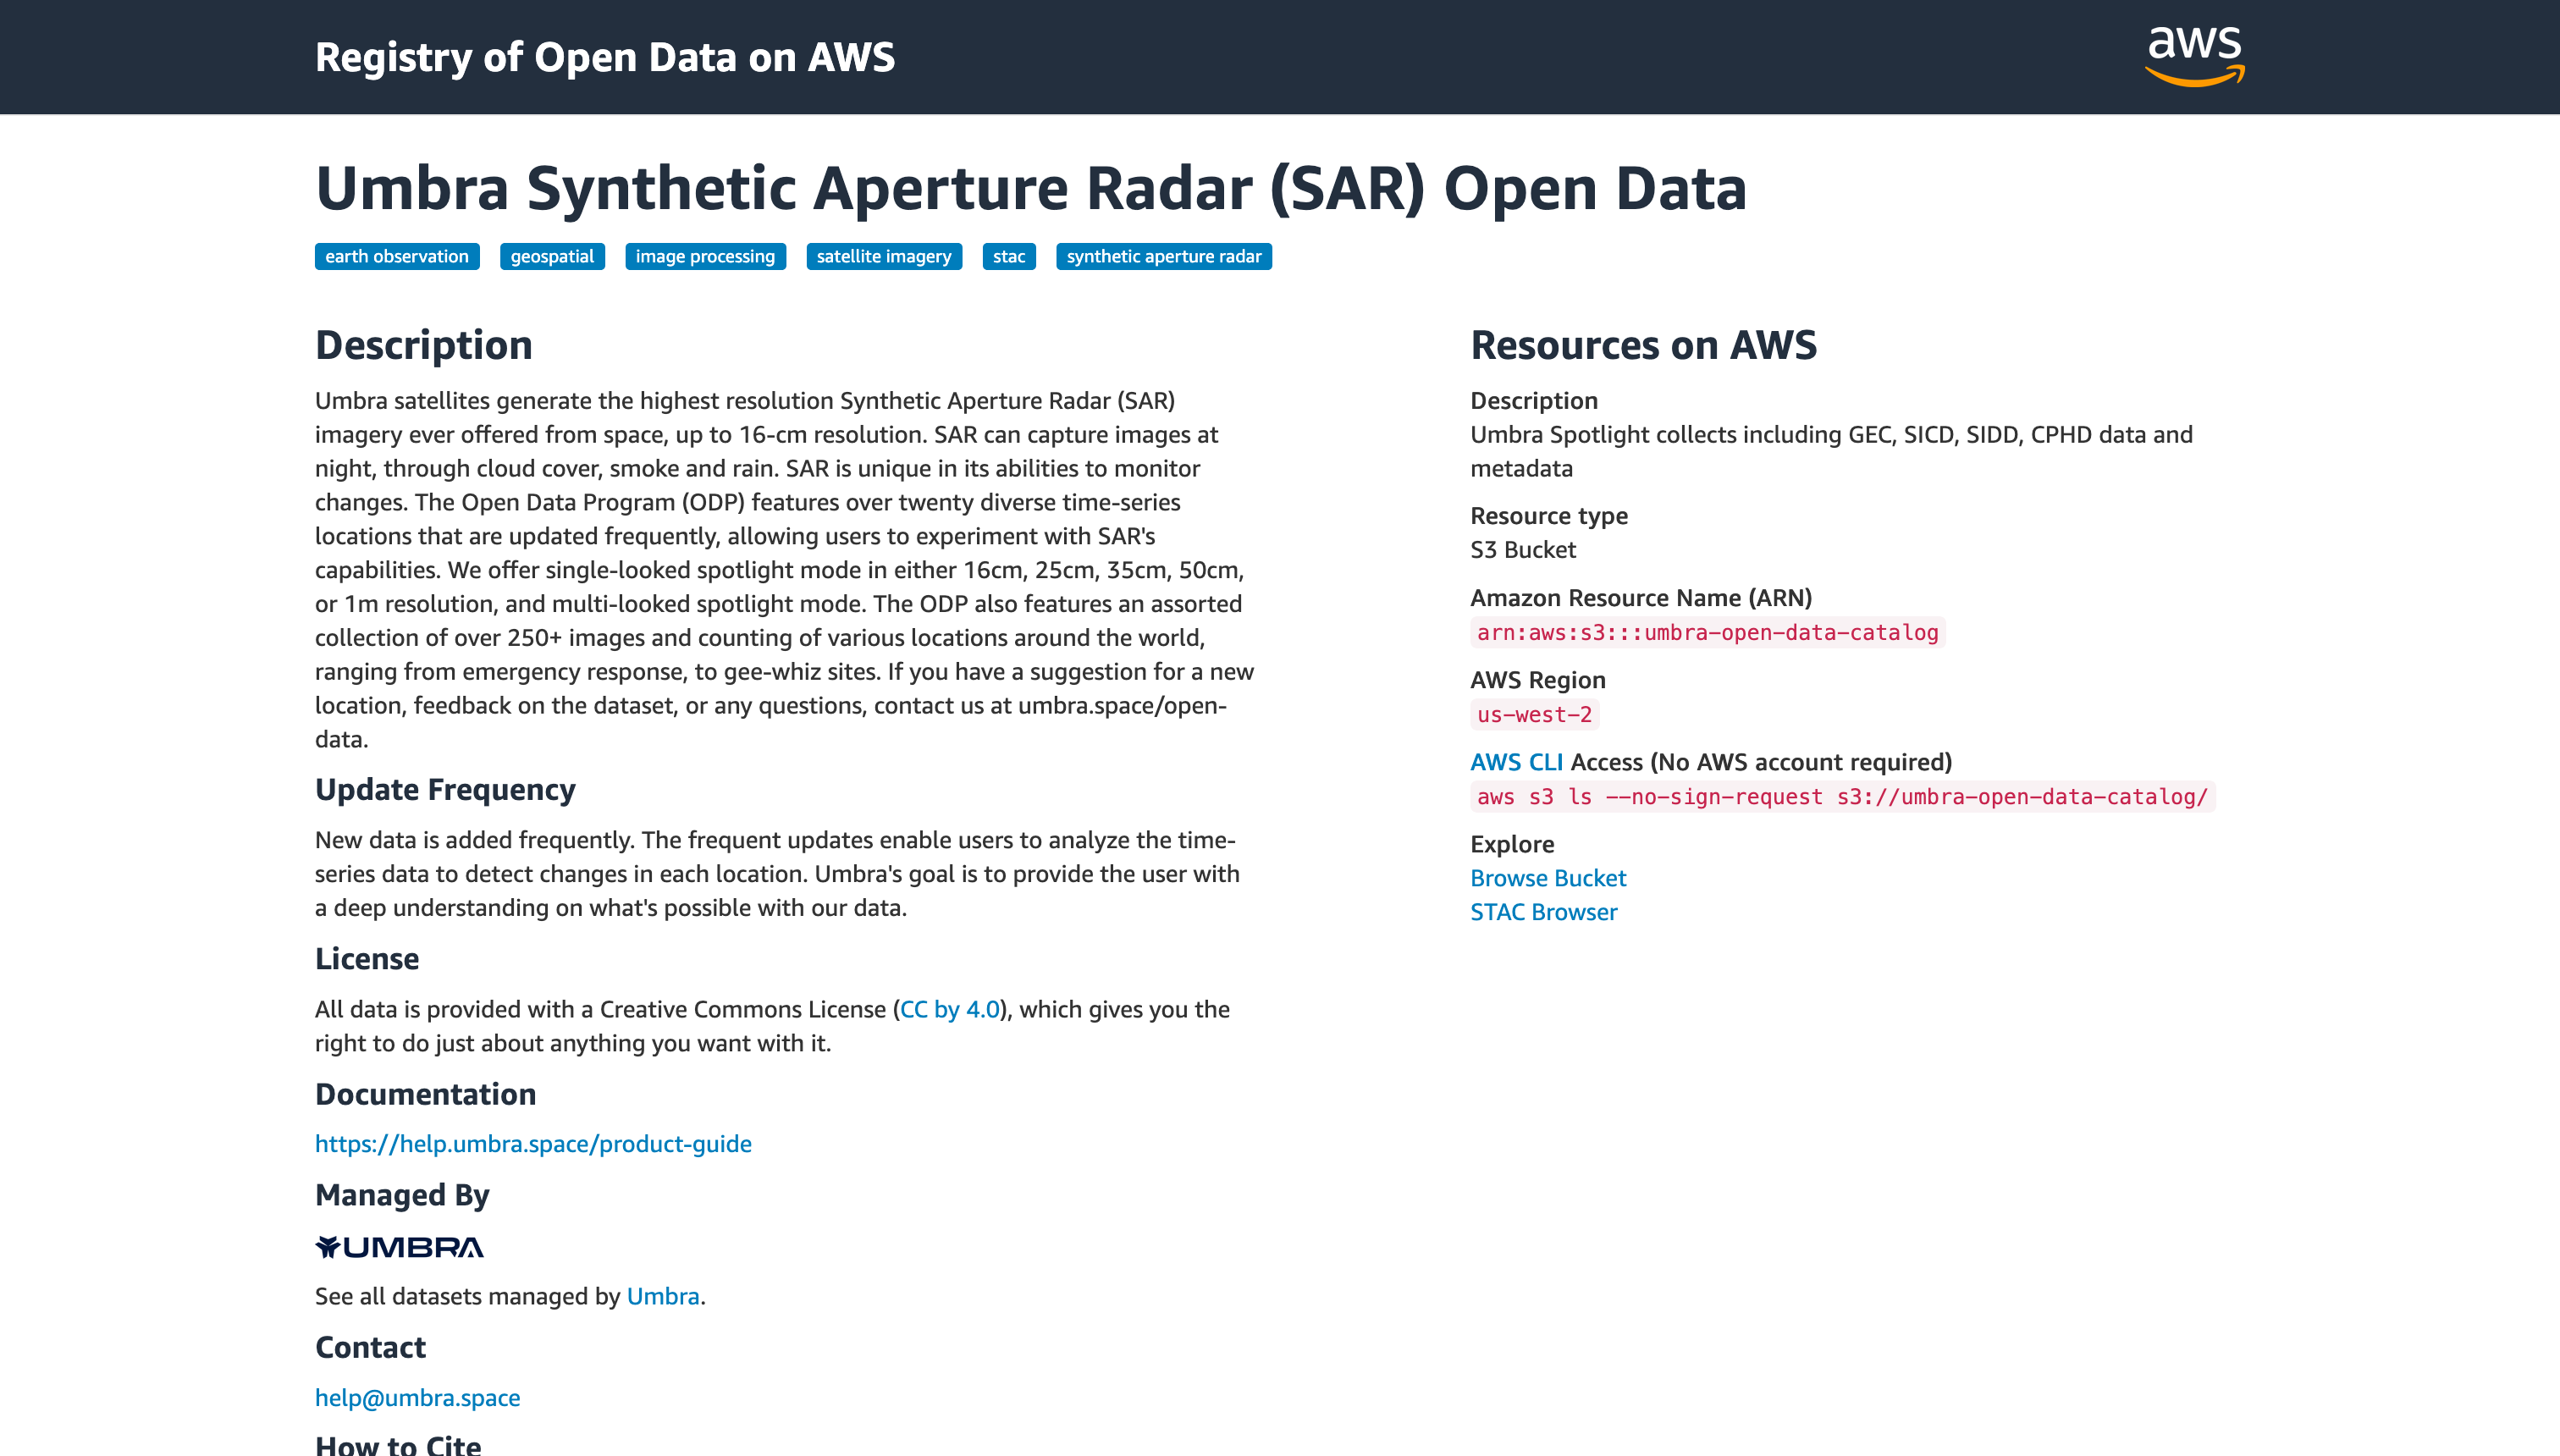 Registry of Open Data on AWS
aws
Umbra Synthetic Aperture Radar (SAR) Open Data
earth observation geospatial image processing satellite imagery stac synthetic aperture radar
Description
Umbra satellites generate the highest resolution Synthetic Aperture Radar (SAR)
imagery ever offered from space, up to 16-cm resolution. SAR can capture images at
night, through cloud cover, smoke and rain. SAR is unique in its abilities to monitor
changes. The Open Data Program (ODP) features over twenty diverse time-series
locations that are updated frequently, allowing users to experiment with SAR's
capabilities. We offer single-looked spotlight mode in either 16cm, 25cm, 35cm, 50cm,
or 1m resolution, and multi-looked spotlight mode. The ODP also features an assorted
collection of over 250+ images and counting of various locations around the world,
ranging from emergency response, to gee-whiz sites. If you have a suggestion for a new
location, feedback on the dataset, or any questions, contact us at umbra.space/open-
data.
Update Frequency
New data is added frequently. The frequent updates enable users to analyze the time-
series data to detect changes in each location. Umbra's goal is to provide the user with
a deep understanding on what's possible with our data.
License
All data is provided with a Creative Commons License (CC by 4.0), which gives you the
right to do just about anything you want with it.
Documentation
https://help.umbra.space/product-guide
Managed By
UMBRA
See all datasets managed by Umbra.
Contact
help@umbra.space
How to Cite
Resources on AWS
Description
Umbra Spotlight collects including GEC, SICD, SIDD, CPHD data and
metadata
Resource type
S3 Bucket
Amazon Resource Name (ARN)
arn:aws:s3:::umbra-open-data-catalog
AWS Region
us-west-2
AWS CLI Access (No AWS account required)
aws s3 ls --no-sign-request s3://umbra-open-data-catalog/
Explore
Browse Bucket
STAC Browser